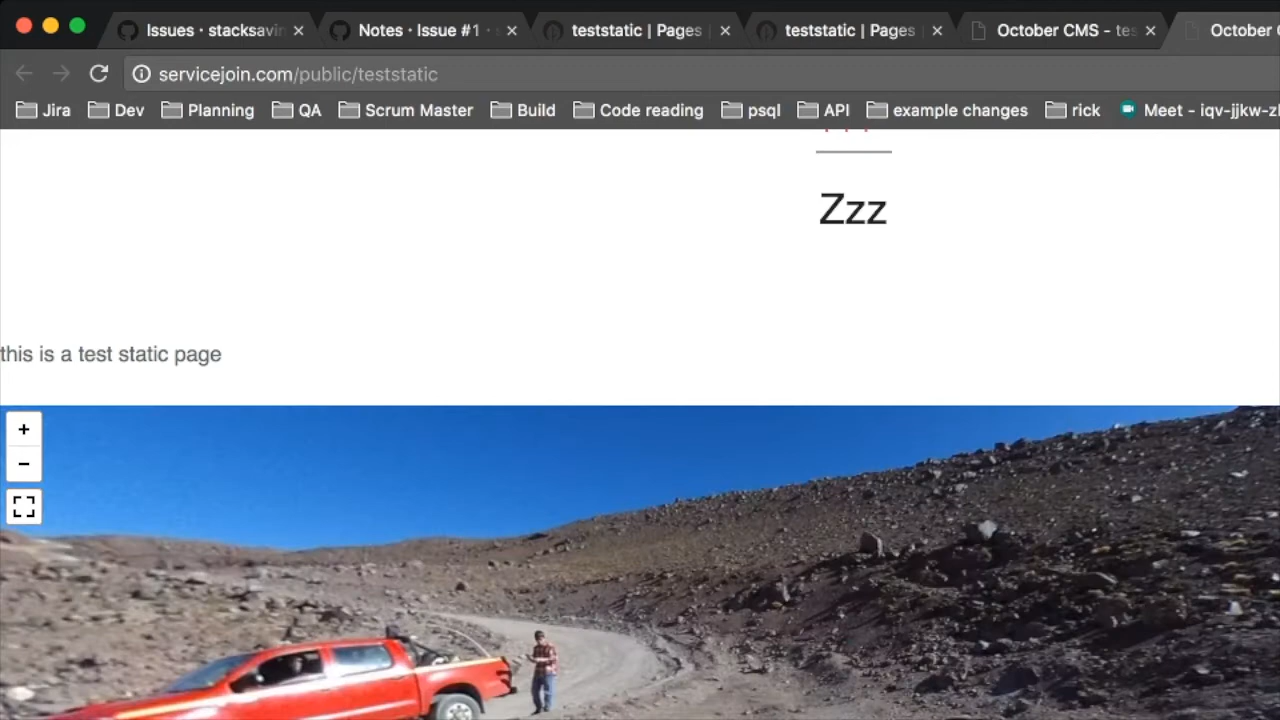 Issues · stacksavin
Notes · Issue #1 ·
teststatic | Pages
teststatic | Pages
October CMS - tes
October
servicejoin.com/public/teststatic
Jira Dev Planning QA Scrum Master Build Code reading psql API example changes rick Meet - iqv-jjkw-z
Zzz
this is a test static page
+
−